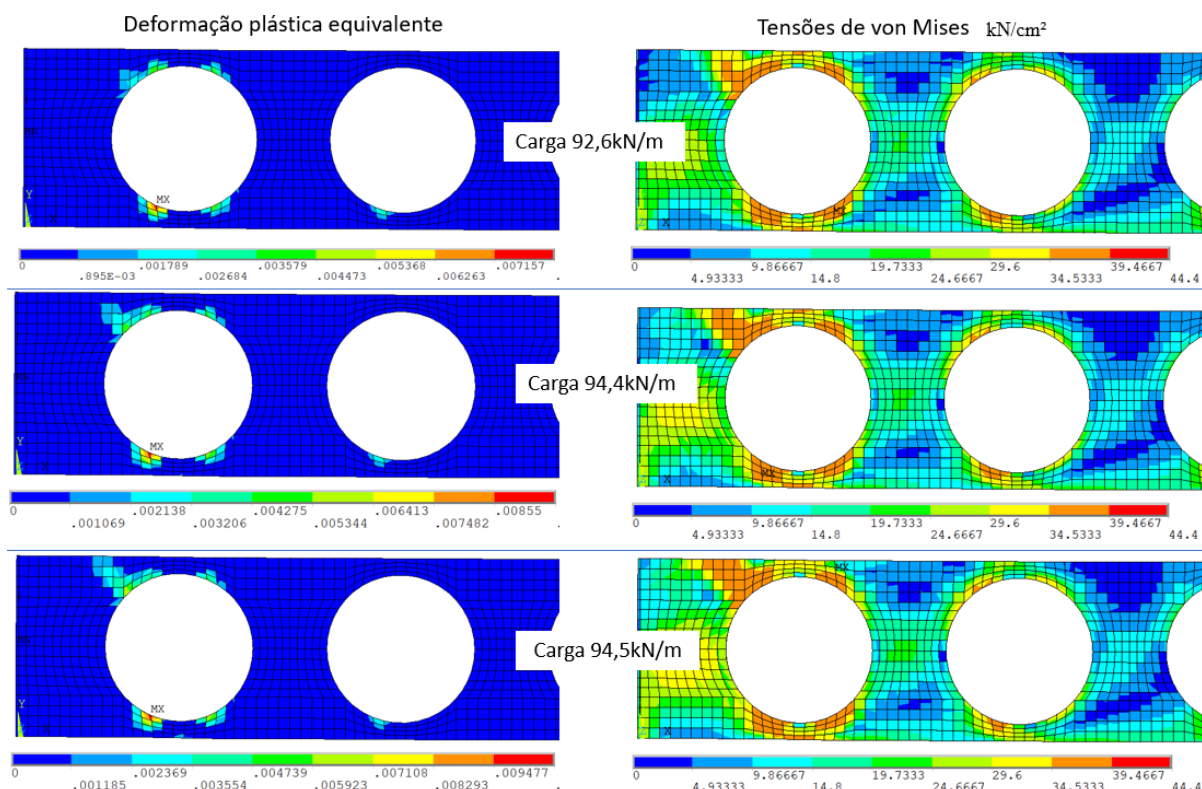 Deformação plástica equivalente
Tensões de von Mises kN/cm²
Carga 92,6kN/m
MX
Y
X
MX
X
0 .001789 .003579 .005368 .007157
.895E-03 .002684 .004473 .006263 .
0 9.86667 19.7333 29.6 39.4667
4.93333 14.8 24.6667 34.5333 44.4
Carga 94,4kN/m
MX
Y
MX
X
0 .002138 .004275 .006413 .00855
.001069 .003206 .005344 .007482 .
0 9.86667 19.7333 29.6 39.4667
4.93333 14.8 24.6667 34.5333 44.4
MX
Carga 94,5kN/m
MX
Y
X
0 .002369 .004739 .007108 .009477
.001185 .003554 .005923 .008293 .
0 9.86667 19.7333 29.6 39.4667
4.93333 14.8 24.6667 34.5333 44.4